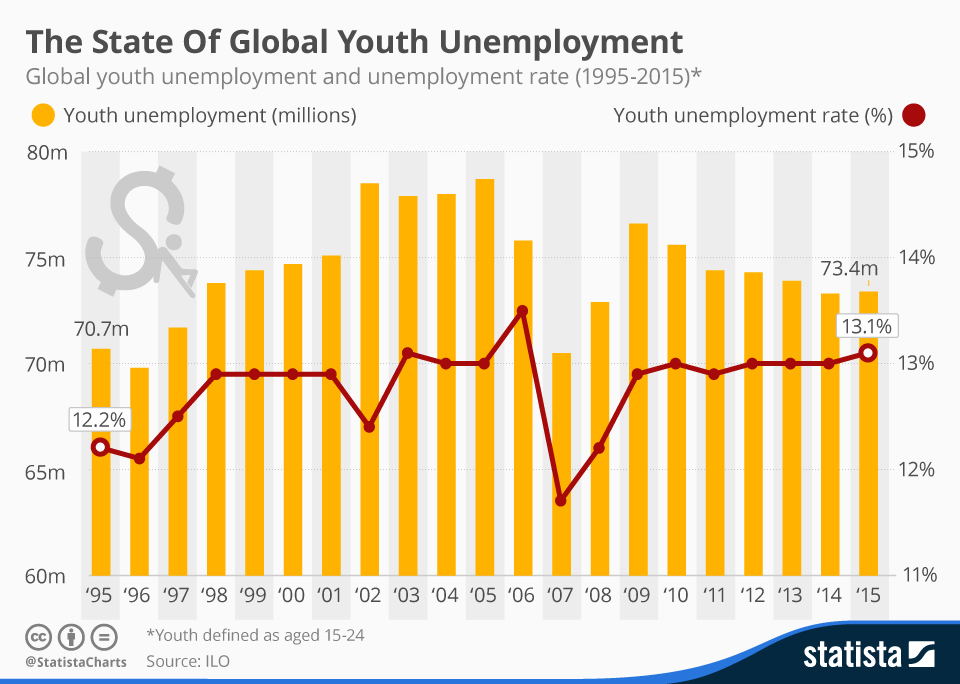 The State Of Global Youth Unemployment
Global youth unemployment and unemployment rate (1995-2015)*
Youth unemployment (millions)
Youth unemployment rate (%)
80m
15%
75m
14%
73.4m
70.7m
13.1%
70m
13%
12.2%
65m
12%
60m
11%
‘95 ‘96 ‘97 ‘98 ‘99 ‘00 ‘01 ‘02 ‘03 ‘04 ‘05 ‘06 ‘07 ‘08 ‘09 ‘10 ‘11 ‘12 ‘13 ‘14 ‘15
cc
*Youth defined as aged 15-24
@StatistaCharts
Source: ILO
statista